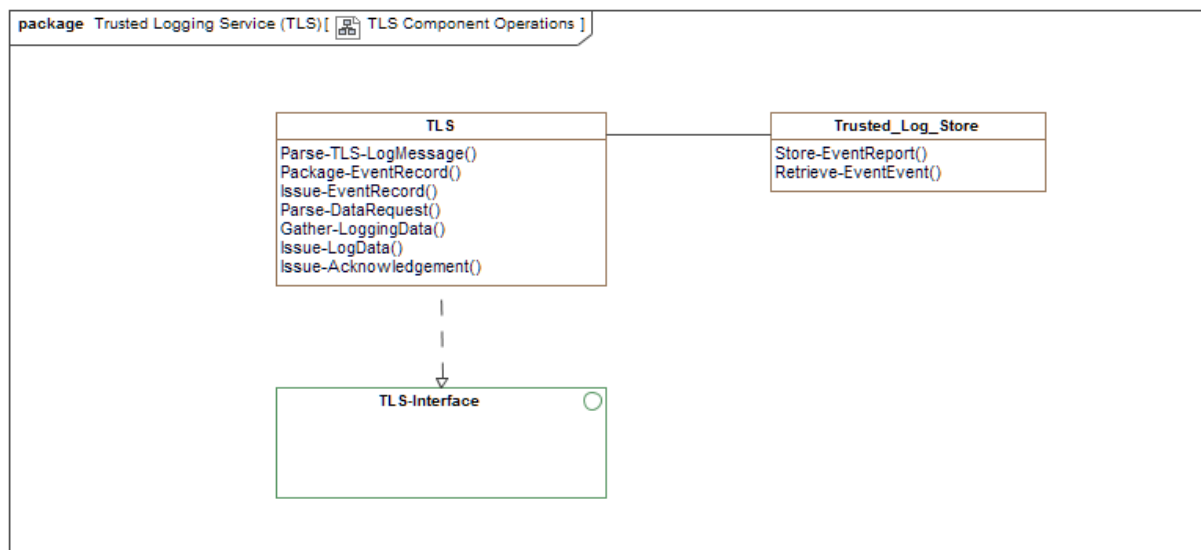 package Trusted Logging Service (TLS)[ TLS Component Operations ]
TLS
Parse-TLS-LogMessage()
Package-EventRecord()
Issue-EventRecord()
Parse-DataRequest()
Gather-LoggingData()
Issue-LogData()
Issue-Acknowledgement()
Trusted_Log_Store
Store-EventReport()
Retrieve-EventEvent()
TLS-Interface